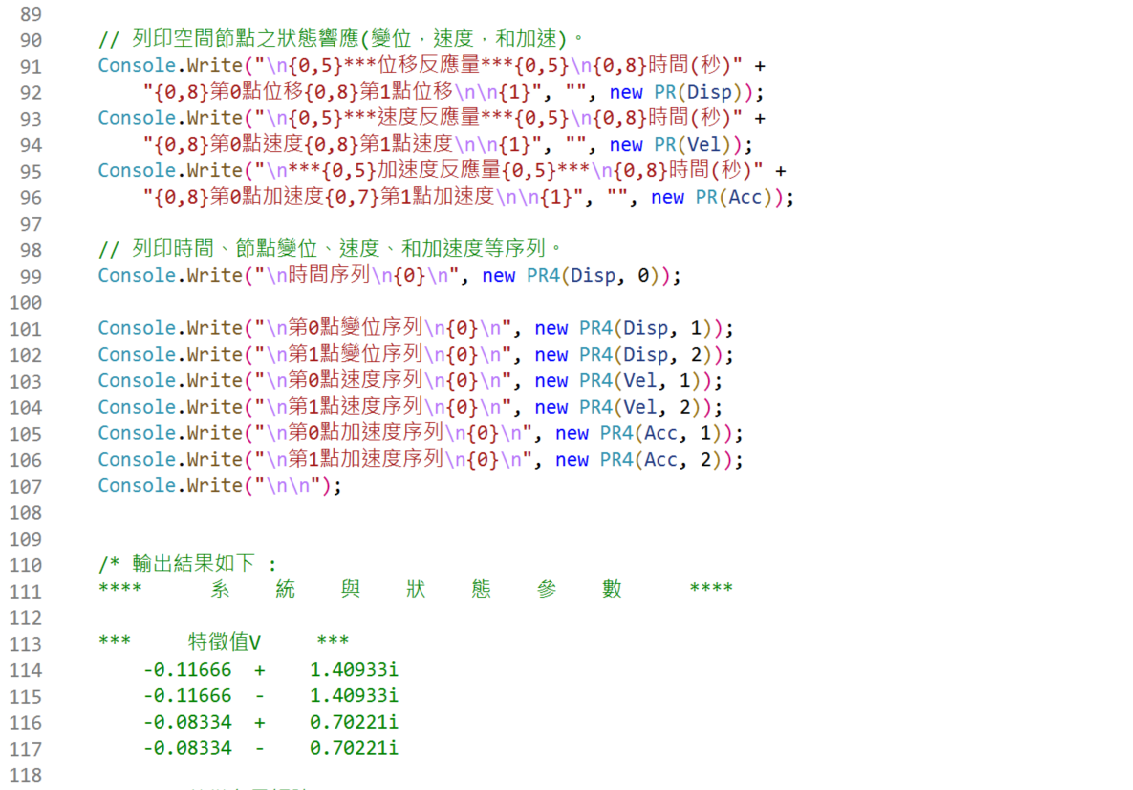 89
90 // 列印空間節點之狀態響應(變位，速度，和加速)。
91 Console.Write("\n{0,5}***位移反應量***{0,5}\n{0,8}時間(秒)" +
92 "{0,8}第0點位移{0,8}第1點位移\n\n{1}", "", new PR(Disp));
93 Console.Write("\n{0,5}***速度反應量***{0,5}\n{0,8}時間(秒)" +
94 "{0,8}第0點速度{0,8}第1點速度\n\n{1}", "", new PR(Vel));
95 Console.Write("\n***{0,5}加速度反應量{0,5}***\n{0,8}時間(秒)" +
96 "{0,8}第0點加速度{0,7}第1點加速度\n\n{1}", "", new PR(Acc));
97
98 // 列印時間、節點變位、速度、和加速度等序列。
99 Console.Write("\n時間序列\n{0}\n", new PR4(Disp, 0));
100
101 Console.Write("\n第0點變位序列\n{0}\n", new PR4(Disp, 1));
102 Console.Write("\n第1點變位序列\n{0}\n", new PR4(Disp, 2));
103 Console.Write("\n第0點速度序列\n{0}\n", new PR4(Vel, 1));
104 Console.Write("\n第1點速度序列\n{0}\n", new PR4(Vel, 2));
105 Console.Write("\n第0點加速度序列\n{0}\n", new PR4(Acc, 1));
106 Console.Write("\n第1點加速度序列\n{0}\n", new PR4(Acc, 2));
107 Console.Write("\n\n");
108
109
110 /* 輸出結果如下 :
111 **** 系 統 與 狀 態 參 數 ****
112
113 *** 特徵值V ***
114 -0.11666 + 1.40933i
115 -0.11666 - 1.40933i
116 -0.08334 + 0.70221i
117 -0.08334 - 0.70221i
118